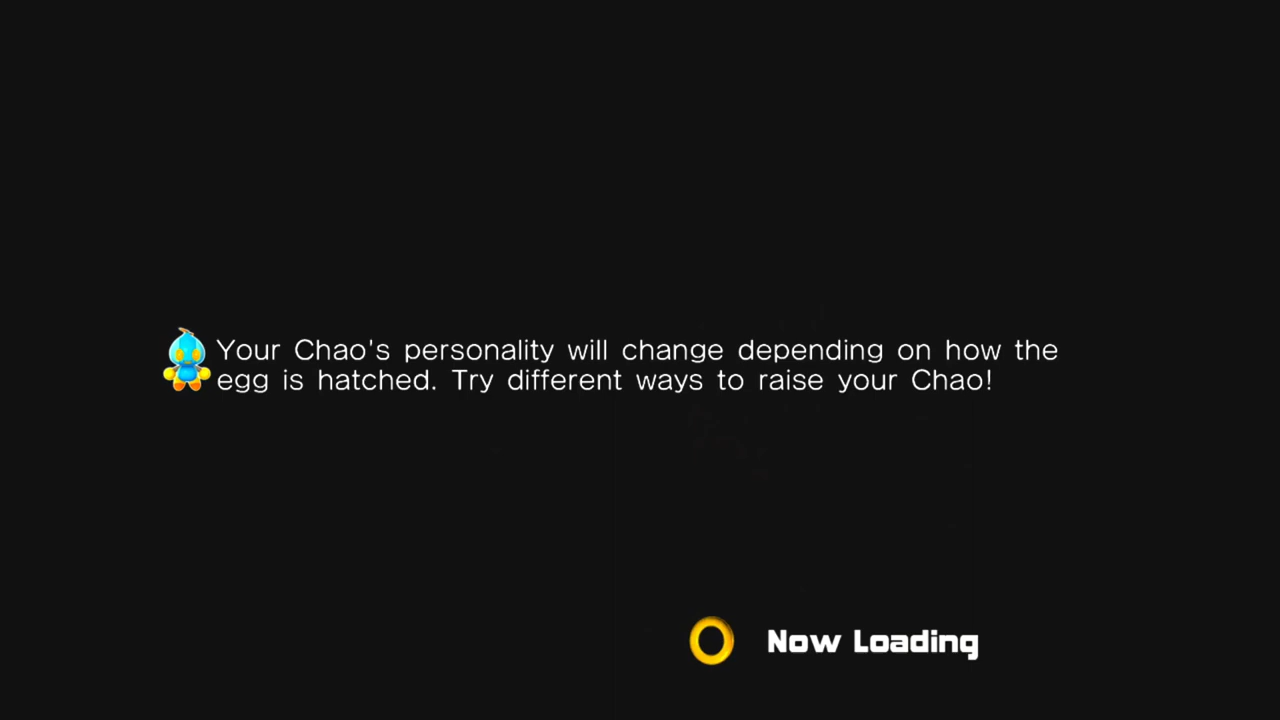 Your Chao's personality will change depending on how the
egg is hatched. Try different ways to raise your Chao!
Now Loading